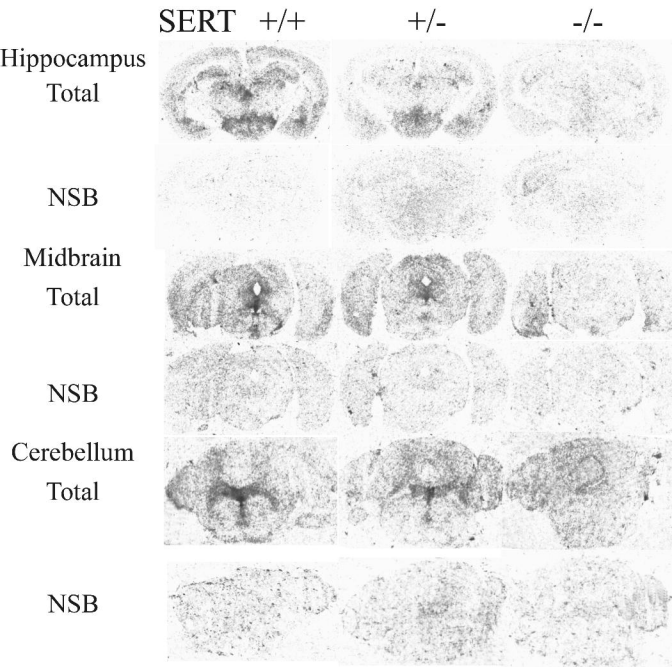 SERT +/+ +/- -/-
Hippocampus
Total
NSB
Midbrain
Total
NSB
Cerebellum
Total
NSB